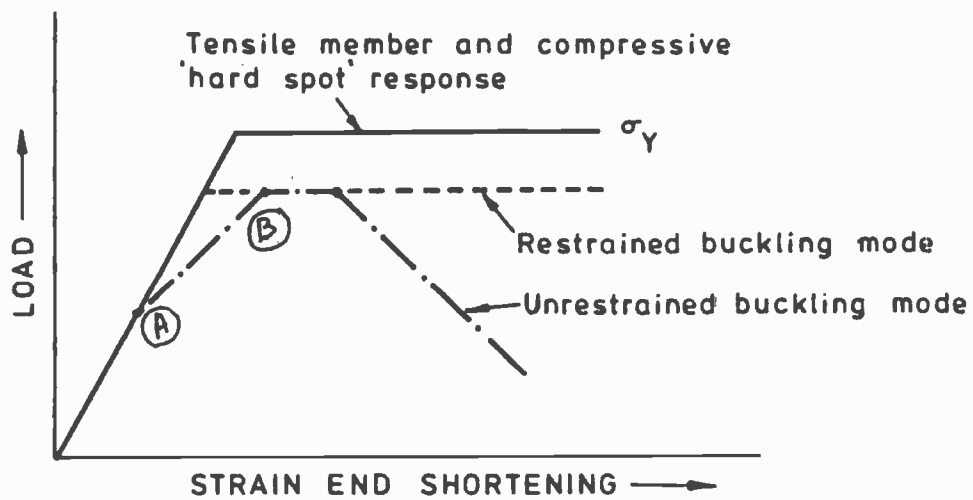 Tensile member and compressive
'hard spot' response
σY
LOAD
B
Restrained buckling mode
A
Unrestrained buckling mode
STRAIN END SHORTENING